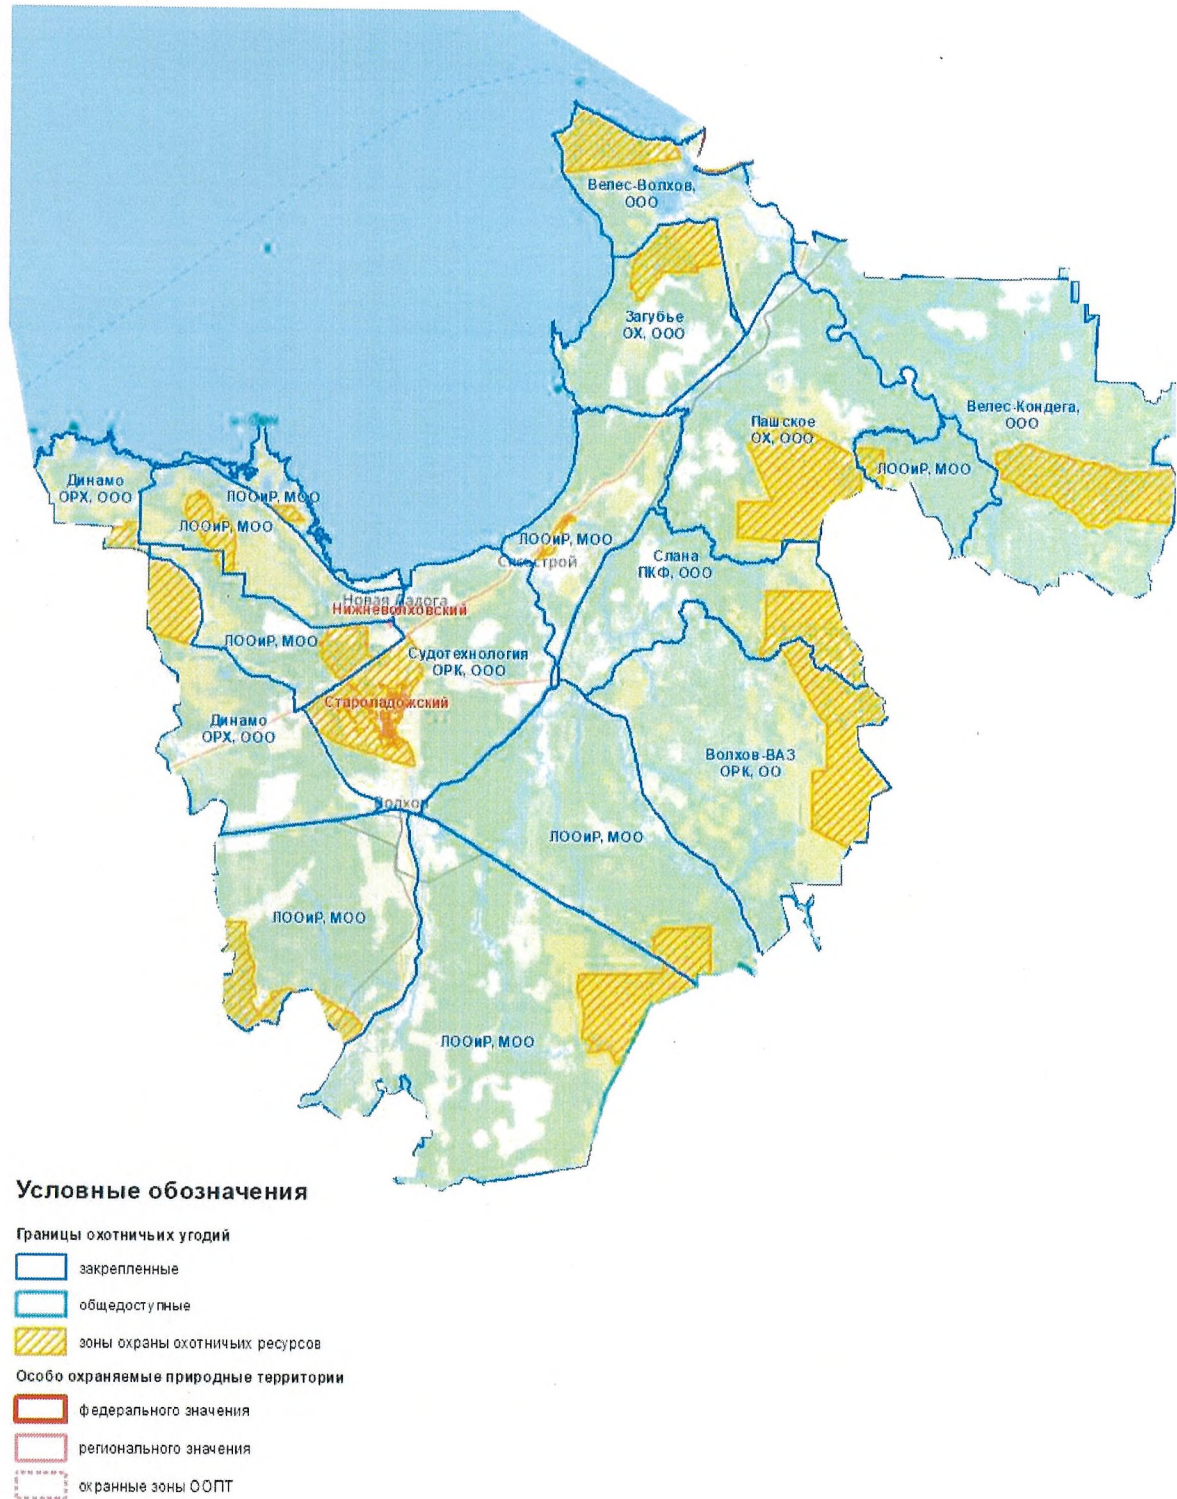 Велес-Волхов,
ООО
Загубье
ОХ, ООО
Велес-Кондега,
ООО
Пашское
ОХ, ООО
ЛООиР, МОО
Динамо
ОРХ, ООО
ЛООиР, МОО
ЛООиР, МОО
ЛООиР, МОО
Сясьстрой
Слана
ПКФ, ООО
Новая Ладога
Нижневолховский
ЛООиР, МОО
Судотехнология
ОРК, ООО
Староладожский
Динамо
ОРХ, ООО
Волхов-ВАЗ
ОРК, ОО
Волхов
ЛООиР, МОО
ЛООиР, МОО
ЛООиР, МОО
Условные обозначения
Границы охотничьих угодий
закрепленные
общедоступные
зоны охраны охотничьих ресурсов
Особо охраняемые природные территории
федерального значения
регионального значения
охранные зоны ООПТ